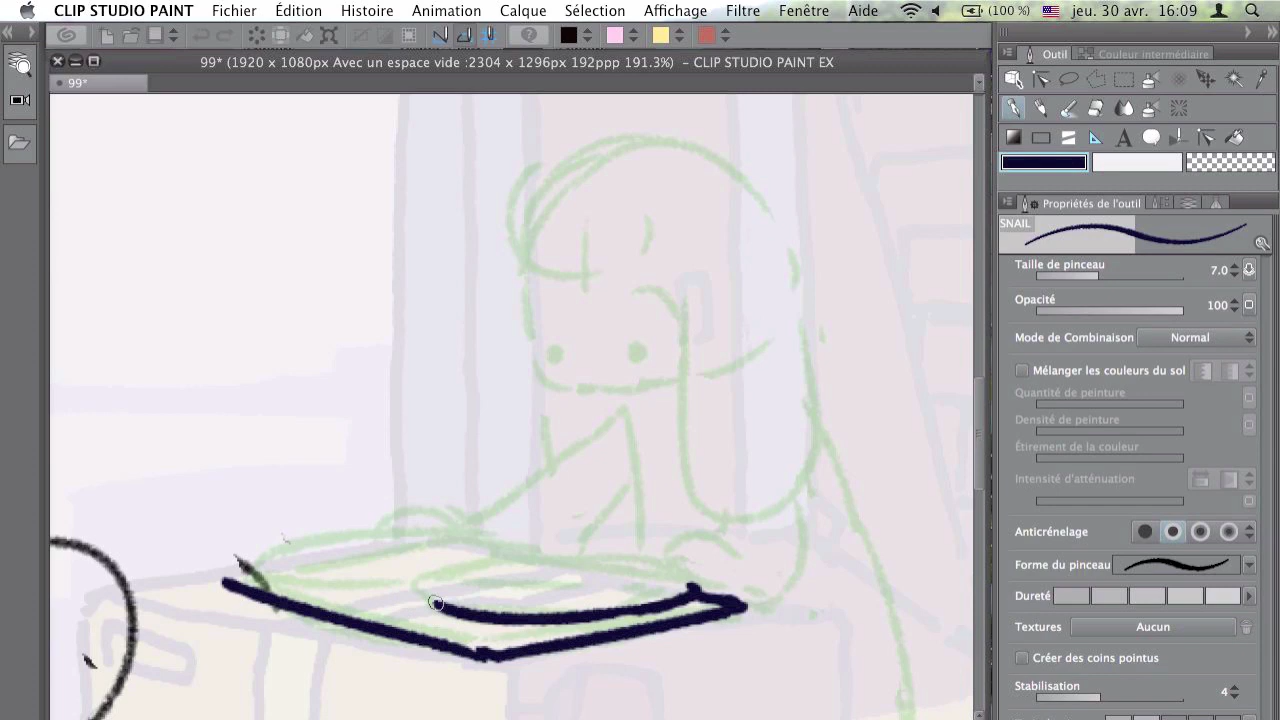 CLIP STUDIO PAINT Fichier Édition Histoire Animation Calque Sélection Affichage Filtre Fenêtre Aide (100 %) jeu. 30 avr. 16:09
99* (1920 x 1080px Avec un espace vide :2304 x 1296px 192ppp 191.3%) - CLIP STUDIO PAINT EX
99*
Outil Couleur intermédiaire
Propriétés de l'outil
SNAIL
Taille de pinceau 7.0
Opacité 100
Mode de Combinaison Normal
Mélanger les couleurs du sol
Quantité de peinture
Densité de peinture
Étirement de la couleur
Intensité d'atténuation
Anticrénelage
Forme du pinceau
Dureté
Textures Aucun
Créer des coins pointus
Stabilisation 4